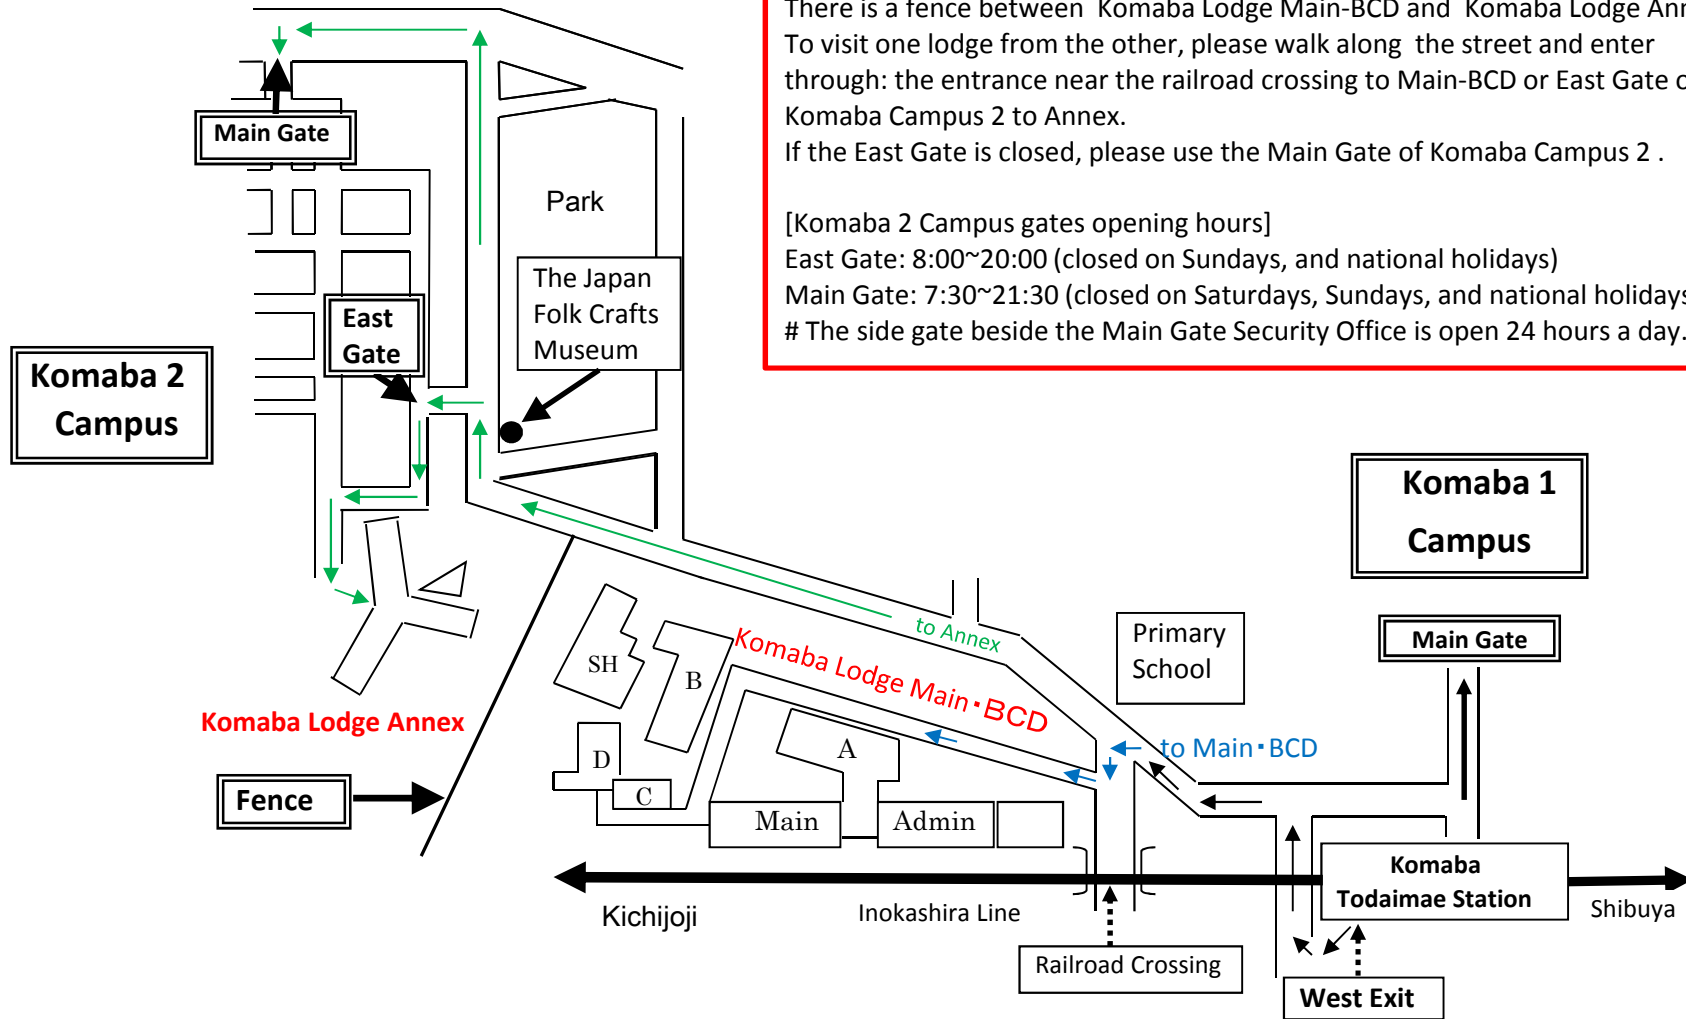 There is a fence between Komaba Lodge Main-BCD and Komaba Lodge
To visit one lodge from the other, please walk along the street and enter
through: the entrance near the railroad crossing to Main-BCD or East Gate
Komaba Campus 2 to Annex.
If the East Gate is closed, please use the Main Gate of Komaba Campus 2 .
[Komaba 2 Campus gates opening hours]
East Gate: 8:00~20:00 (closed on Sundays, and national holidays)
Main Gate: 7:30~21:30 (closed on Saturdays, Sundays, and national holidays
# The side gate beside the Main Gate Security Office is open 24 hours a day.
Main Gate
Park
The Japan
Folk Crafts
Museum
East
Gate
Komaba 2
Campus
Komaba 1
Campus
Main Gate
Primary
School
to Annex
Komaba Lodge Main・BCD
to Main・BCD
SH
B
A
D
C
Main
Admin
Komaba Lodge Annex
Fence
Komaba
Todaimae Station
Kichijoji
Inokashira Line
Shibuya
Railroad Crossing
West Exit